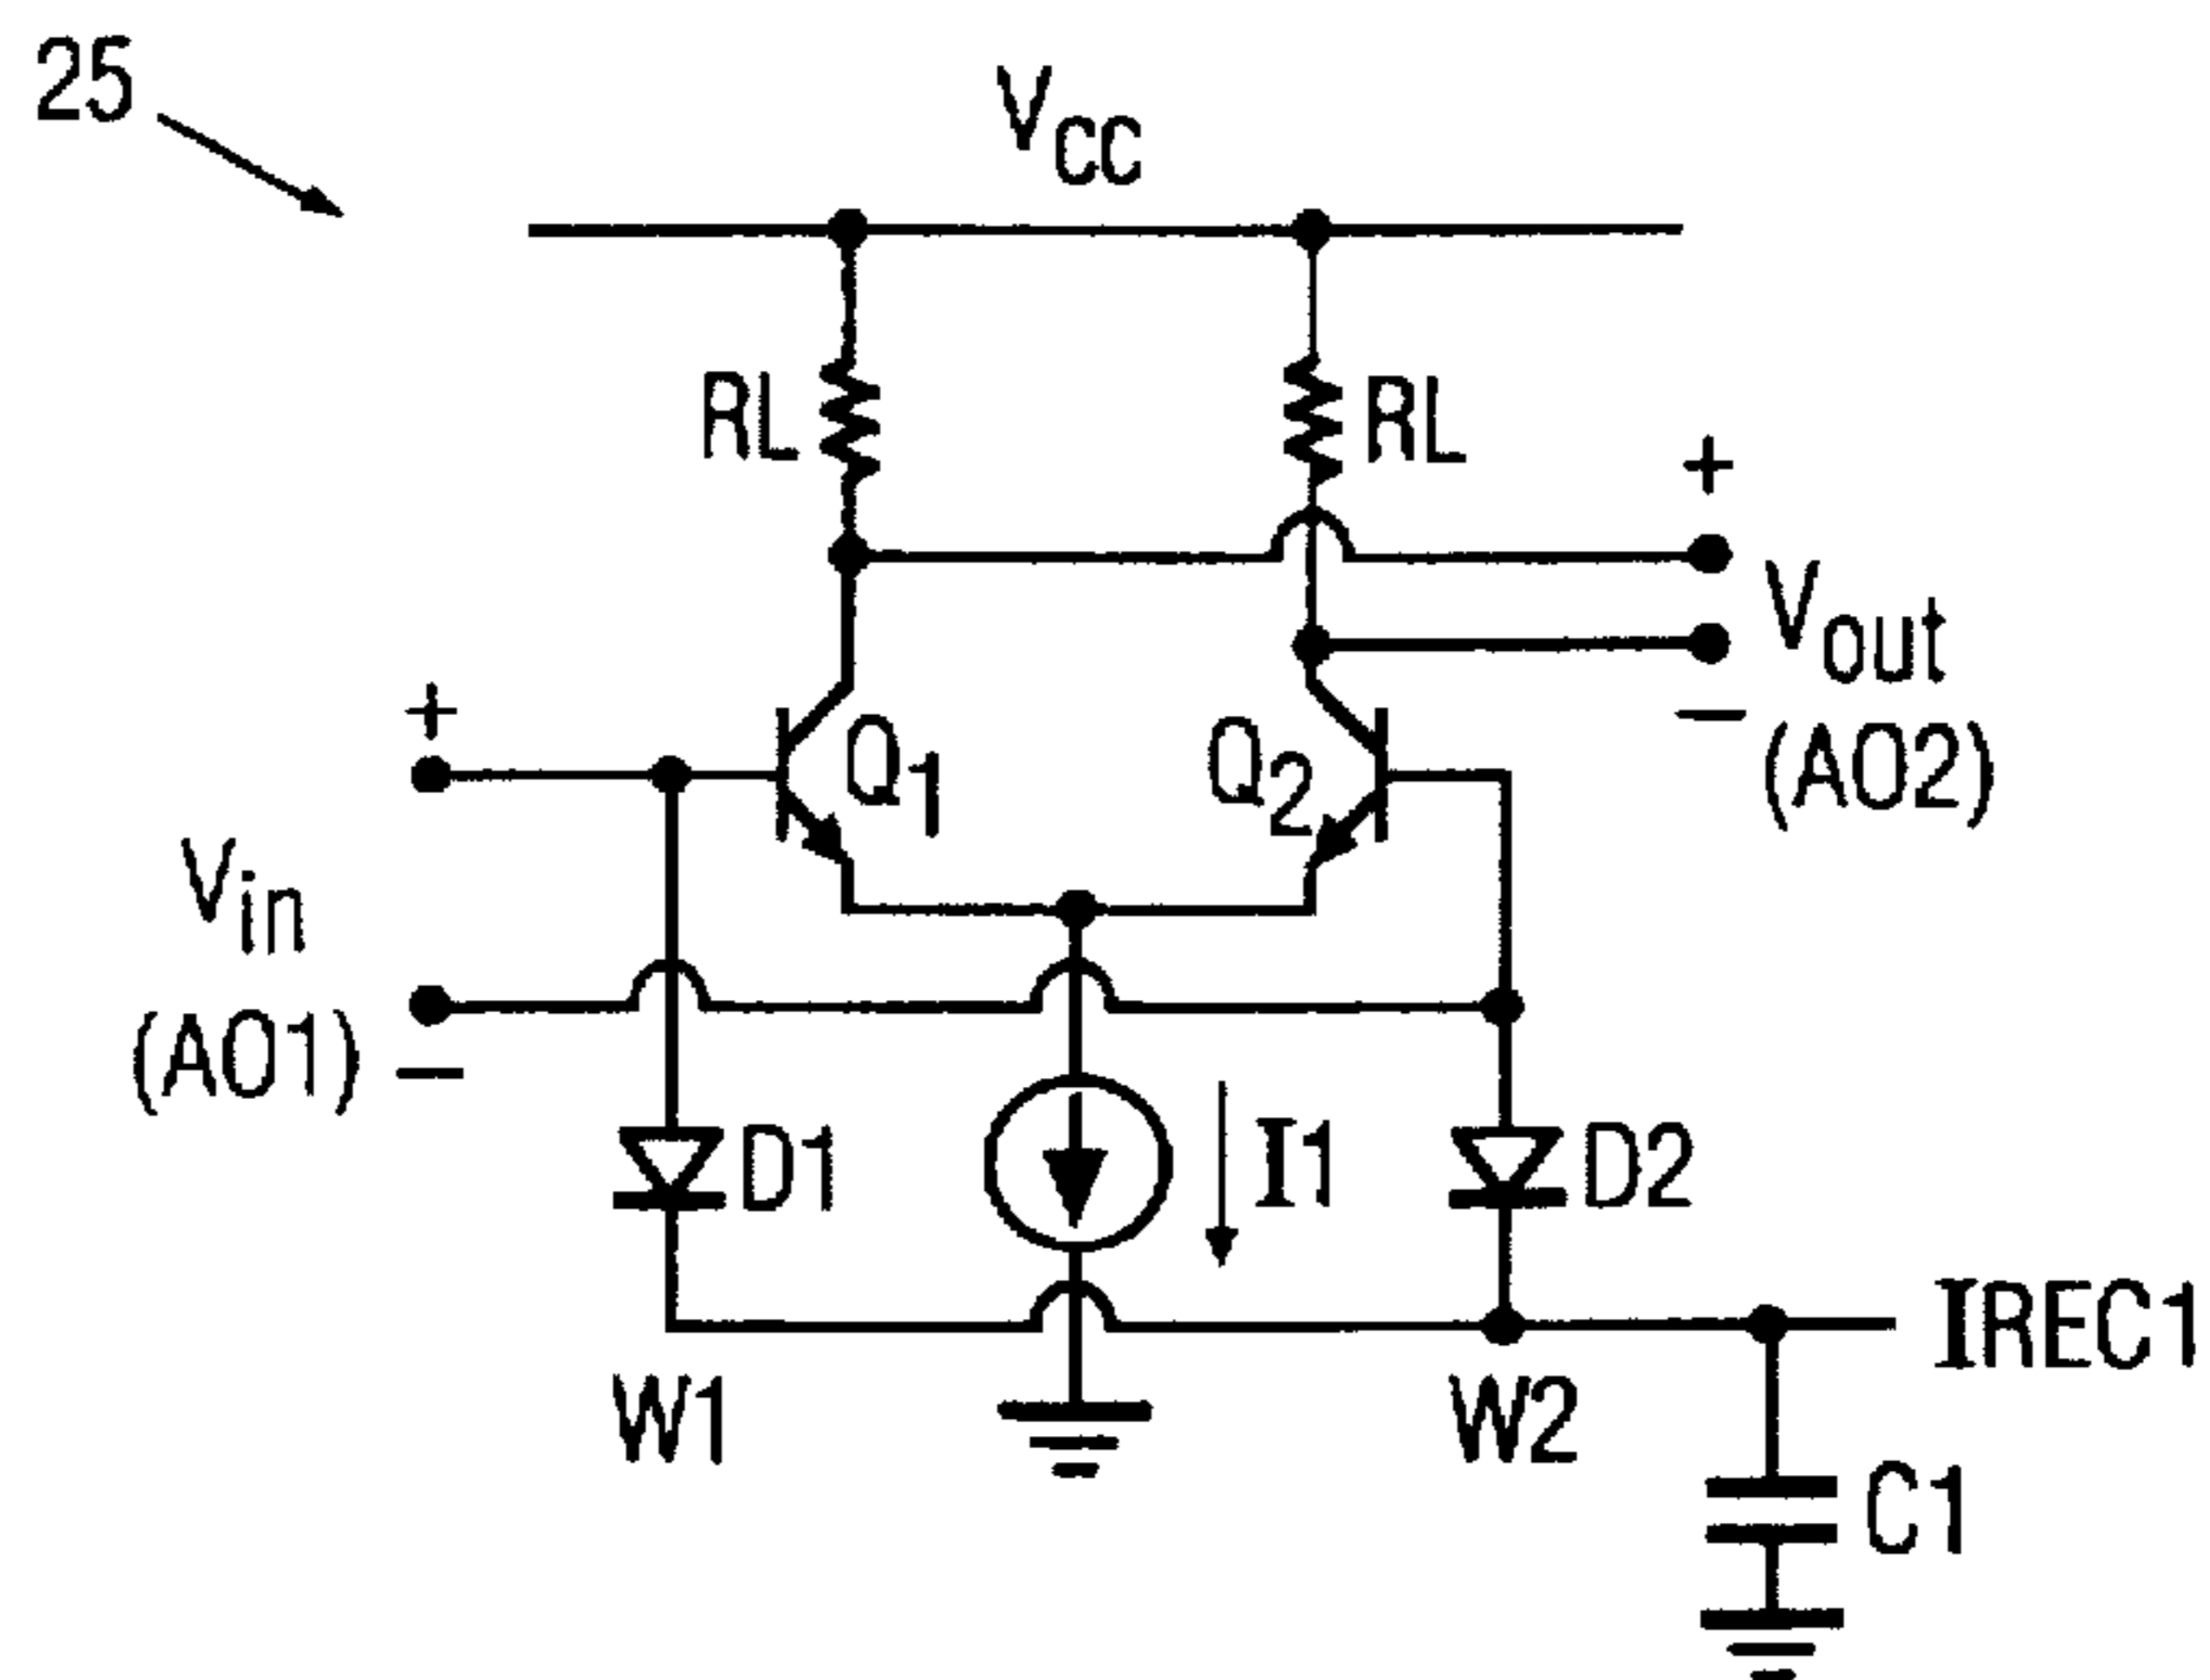 25
VCC
RL
RL
+
Vout
−
(AO2)
+
Q1
Q2
Vin
(AO1)
−
D1
I1
D2
IREC1
W1
W2
C1